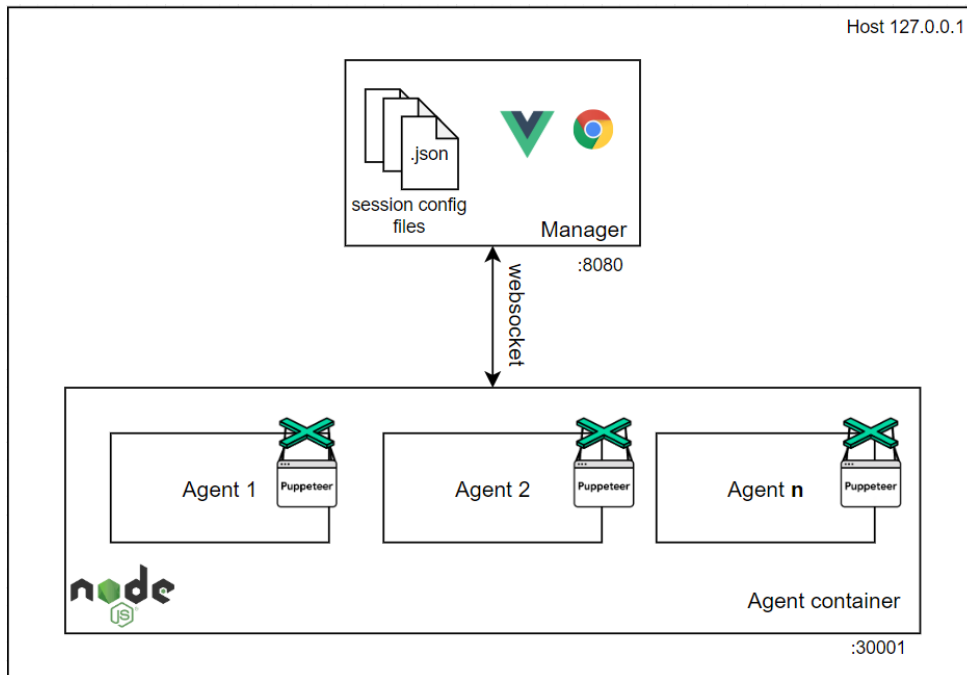 Host 127.0.0.1
.json
session config
files
Manager
:8080
websocket
Agent 1
Puppeteer
Agent 2
Puppeteer
Agent n
Puppeteer
node
JS
Agent container
:30001